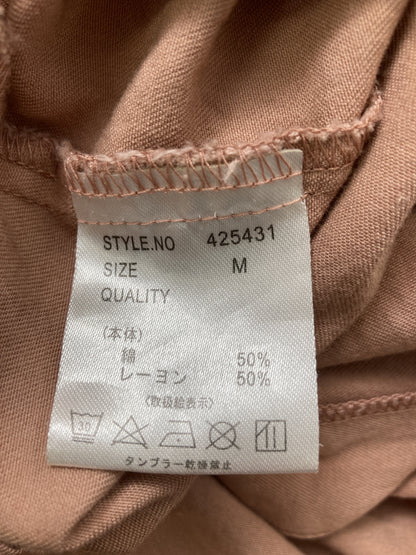 STYLE.NO 425431
SIZE M
QUALITY
(本体)
綿 50%
レーヨン 50%
〈取扱絵表示〉
30
タンブラー乾燥禁止